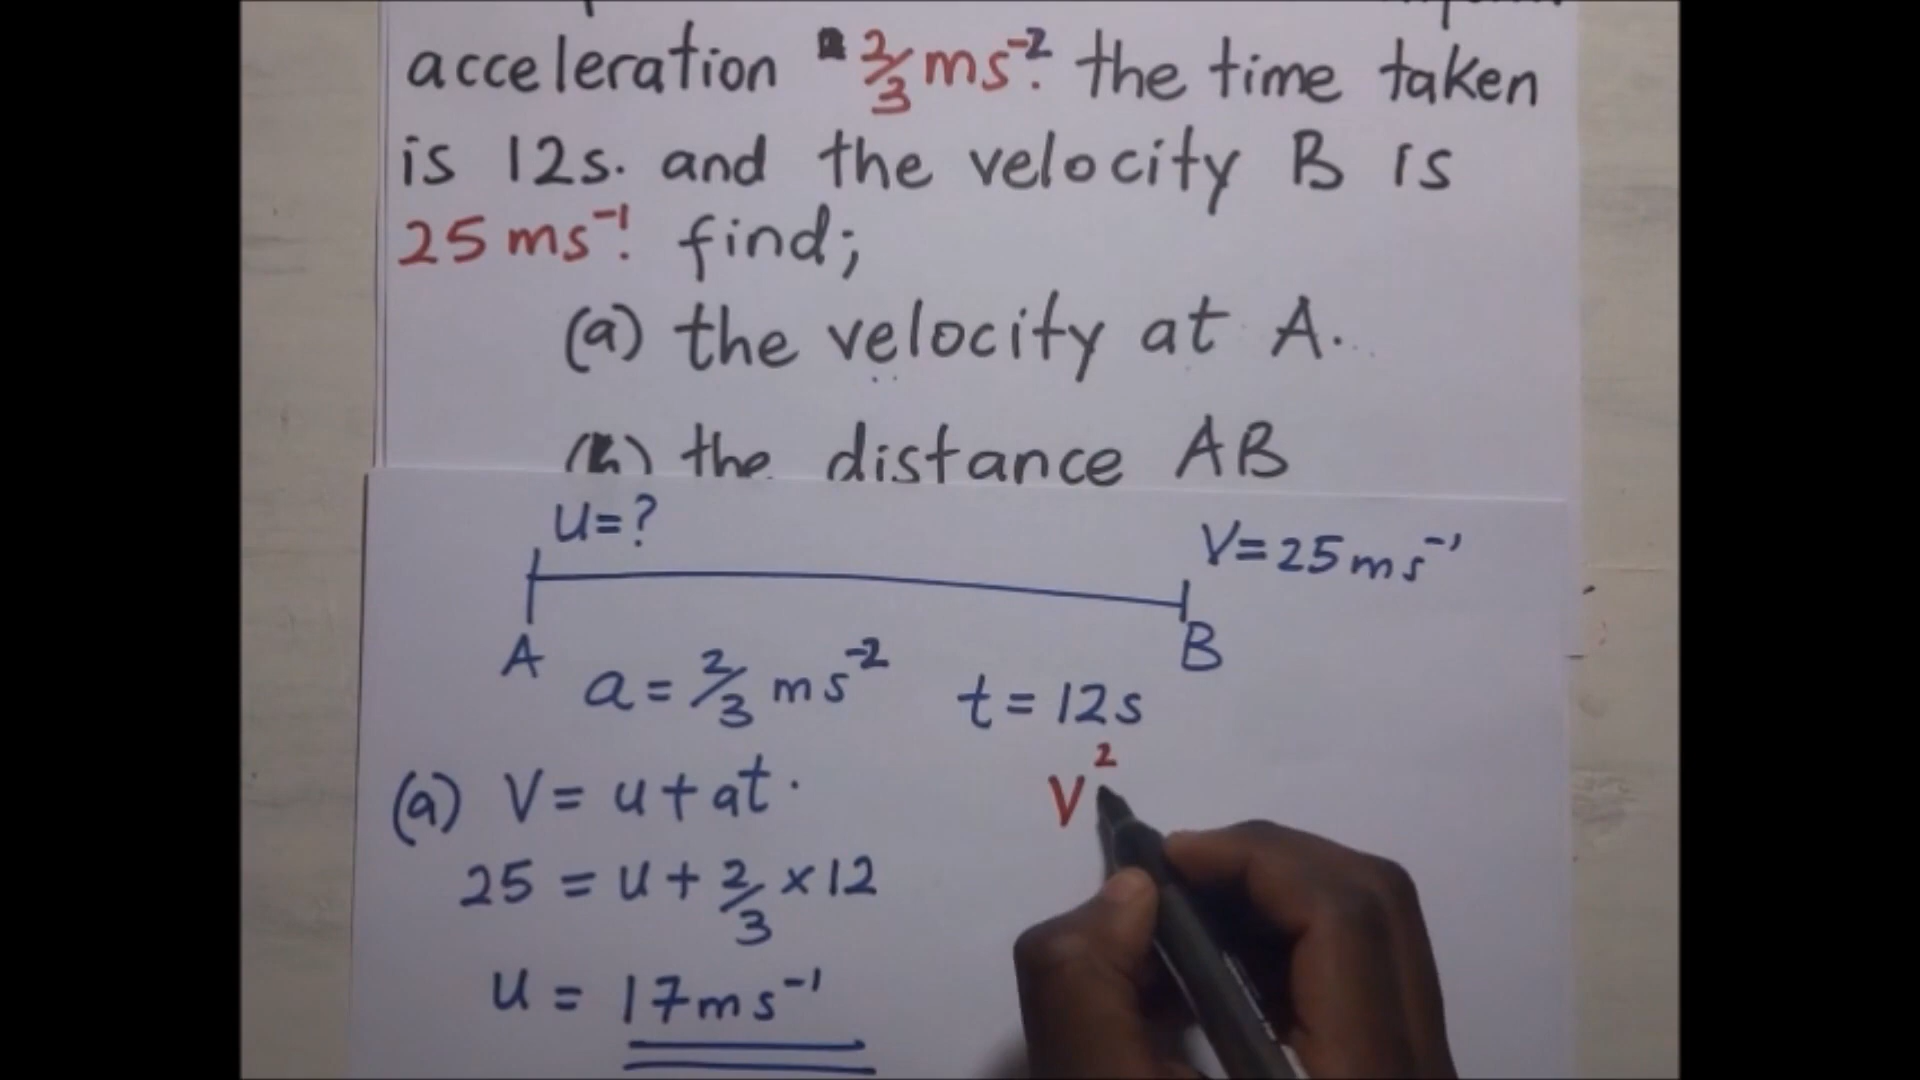 acceleration 2/3 ms⁻². the time taken
is 12s. and the velocity B is
25 ms⁻¹. find;
(a) the velocity at A.
the distance AB
u=?
V=25ms⁻¹
A
B
a = 2/3 ms⁻² t = 12s
(a) V = u + at.
25 = u + 2/3 × 12
u = 17ms⁻¹
V²